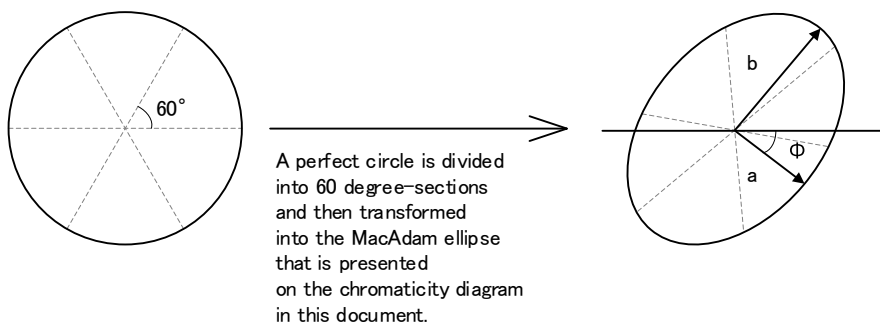 60°
A perfect circle is divided
into 60 degree-sections
and then transformed
into the MacAdam ellipse
that is presented
on the chromaticity diagram
in this document.
b
Φ
a